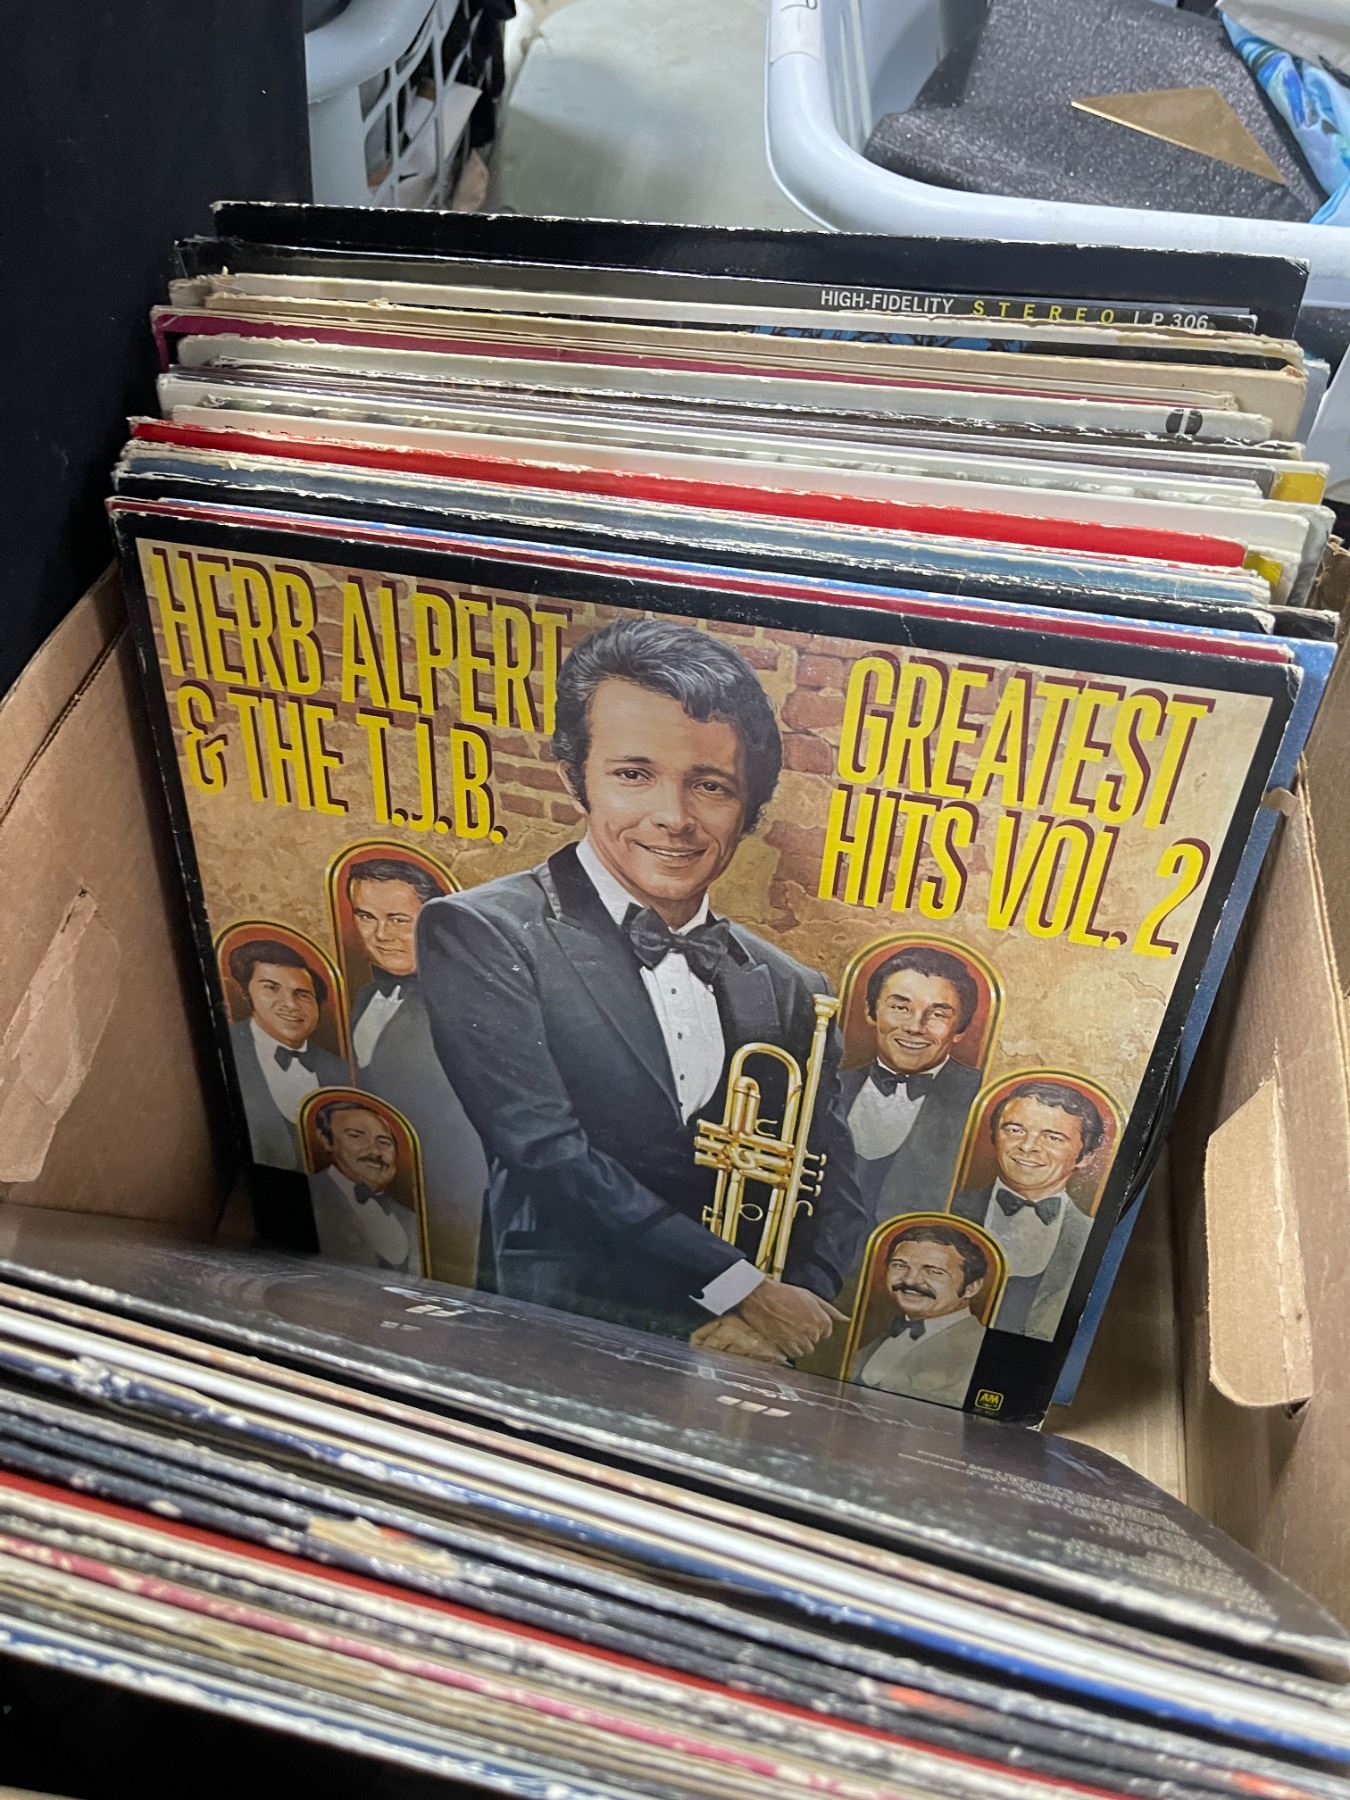 HIGH-FIDELITY STEREO LP 306
HERB ALPERT
& THE T.J.B.
GREATEST
HITS VOL. 2
A&M